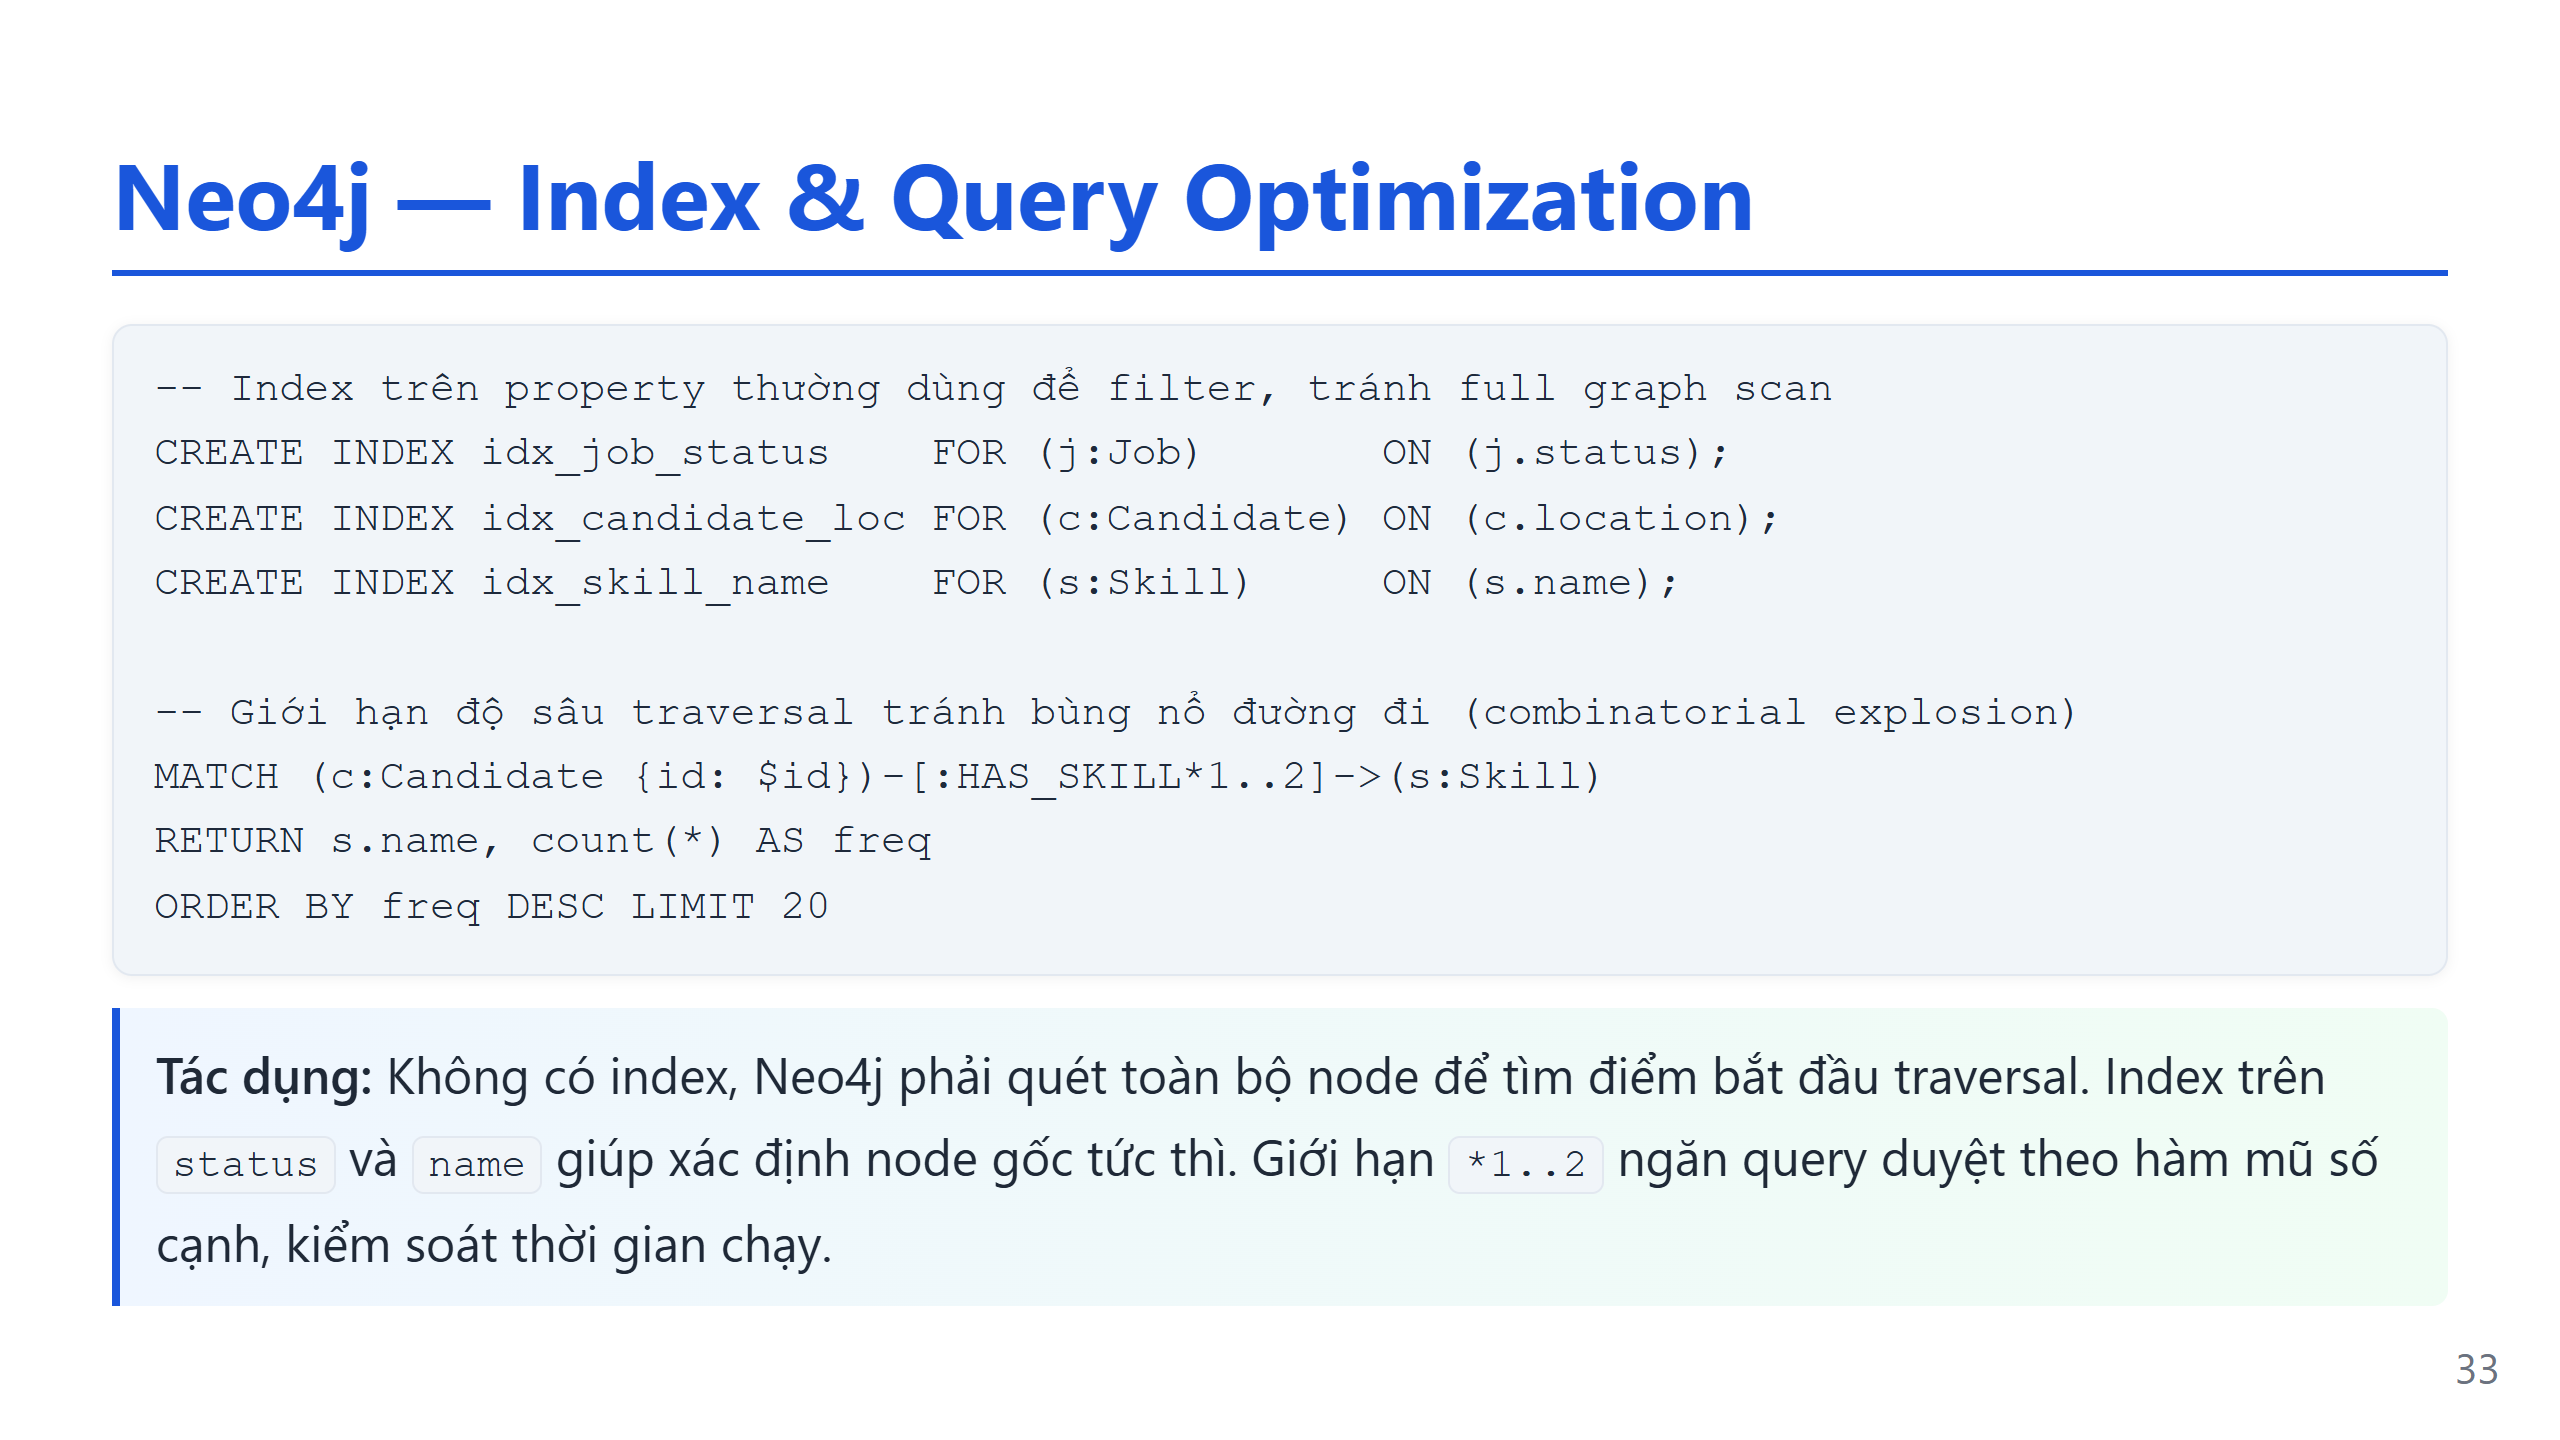 Neo4j — Index & Query Optimization
-- Index trên property thường dùng để filter, tránh full graph scan
CREATE INDEX idx_job_status    FOR (j:Job)       ON (j.status);
CREATE INDEX idx_candidate_loc FOR (c:Candidate) ON (c.location);
CREATE INDEX idx_skill_name    FOR (s:Skill)     ON (s.name);
-- Giới hạn độ sâu traversal tránh bùng nổ đường đi (combinatorial explosion)
MATCH (c:Candidate {id: $id})-[:HAS_SKILL*1..2]->(s:Skill)
RETURN s.name, count(*) AS freq
ORDER BY freq DESC LIMIT 20
Tác dụng: Không có index, Neo4j phải quét toàn bộ node để tìm điểm bắt đầu traversal. Index trên
status và name giúp xác định node gốc tức thì. Giới hạn *1..2 ngăn query duyệt theo hàm mũ số
cạnh, kiểm soát thời gian chạy.
33